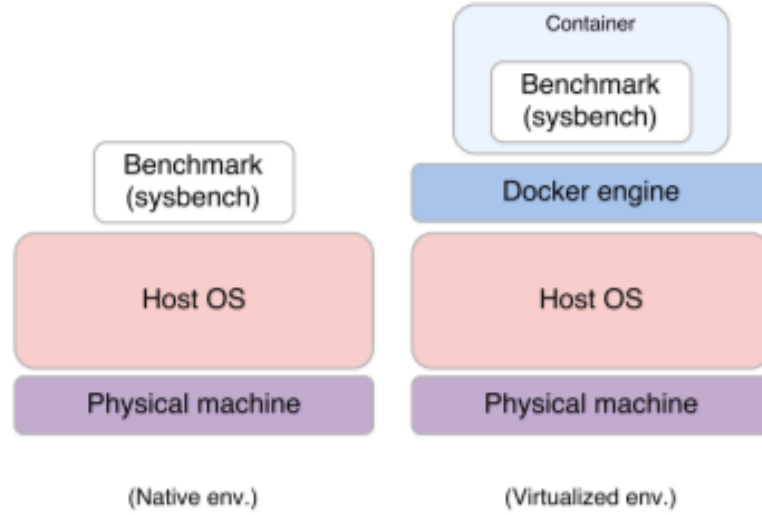 Benchmark
(sysbench)
Host OS
Physical machine
(Native env.)
Container
Benchmark
(sysbench)
Docker engine
Host OS
Physical machine
(Virtualized env.)